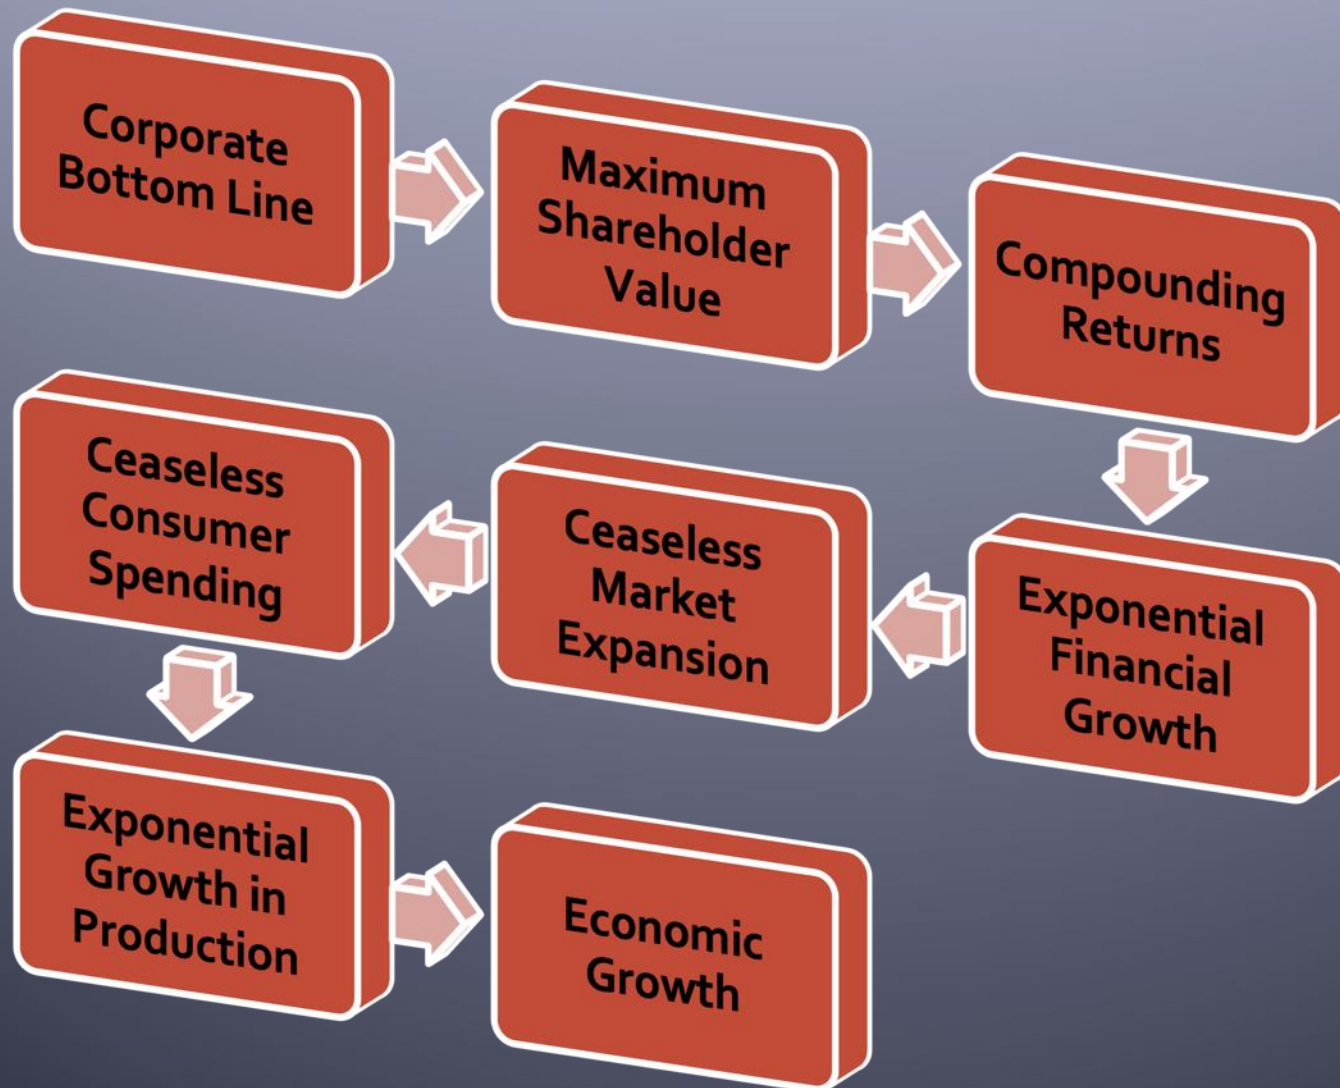 Corporate
Bottom Line
Maximum
Shareholder
Value
Compounding
Returns
Exponential
Financial
Growth
Ceaseless
Market
Expansion
Ceaseless
Consumer
Spending
Exponential
Growth in
Production
Economic
Growth